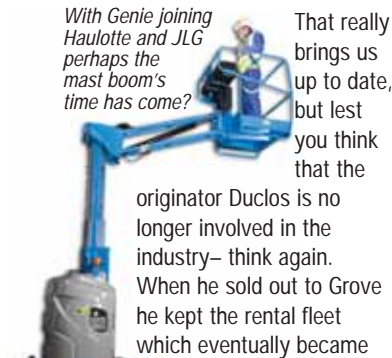 With Genie joining
Haulotte and JLG
perhaps the
mast boom's
time has come?
That really
brings us
up to date,
but lest
you think
that the
originator Duclos is no
longer involved in the
industry– think again.
When he sold out to Grove
he kept the rental fleet
which eventually became